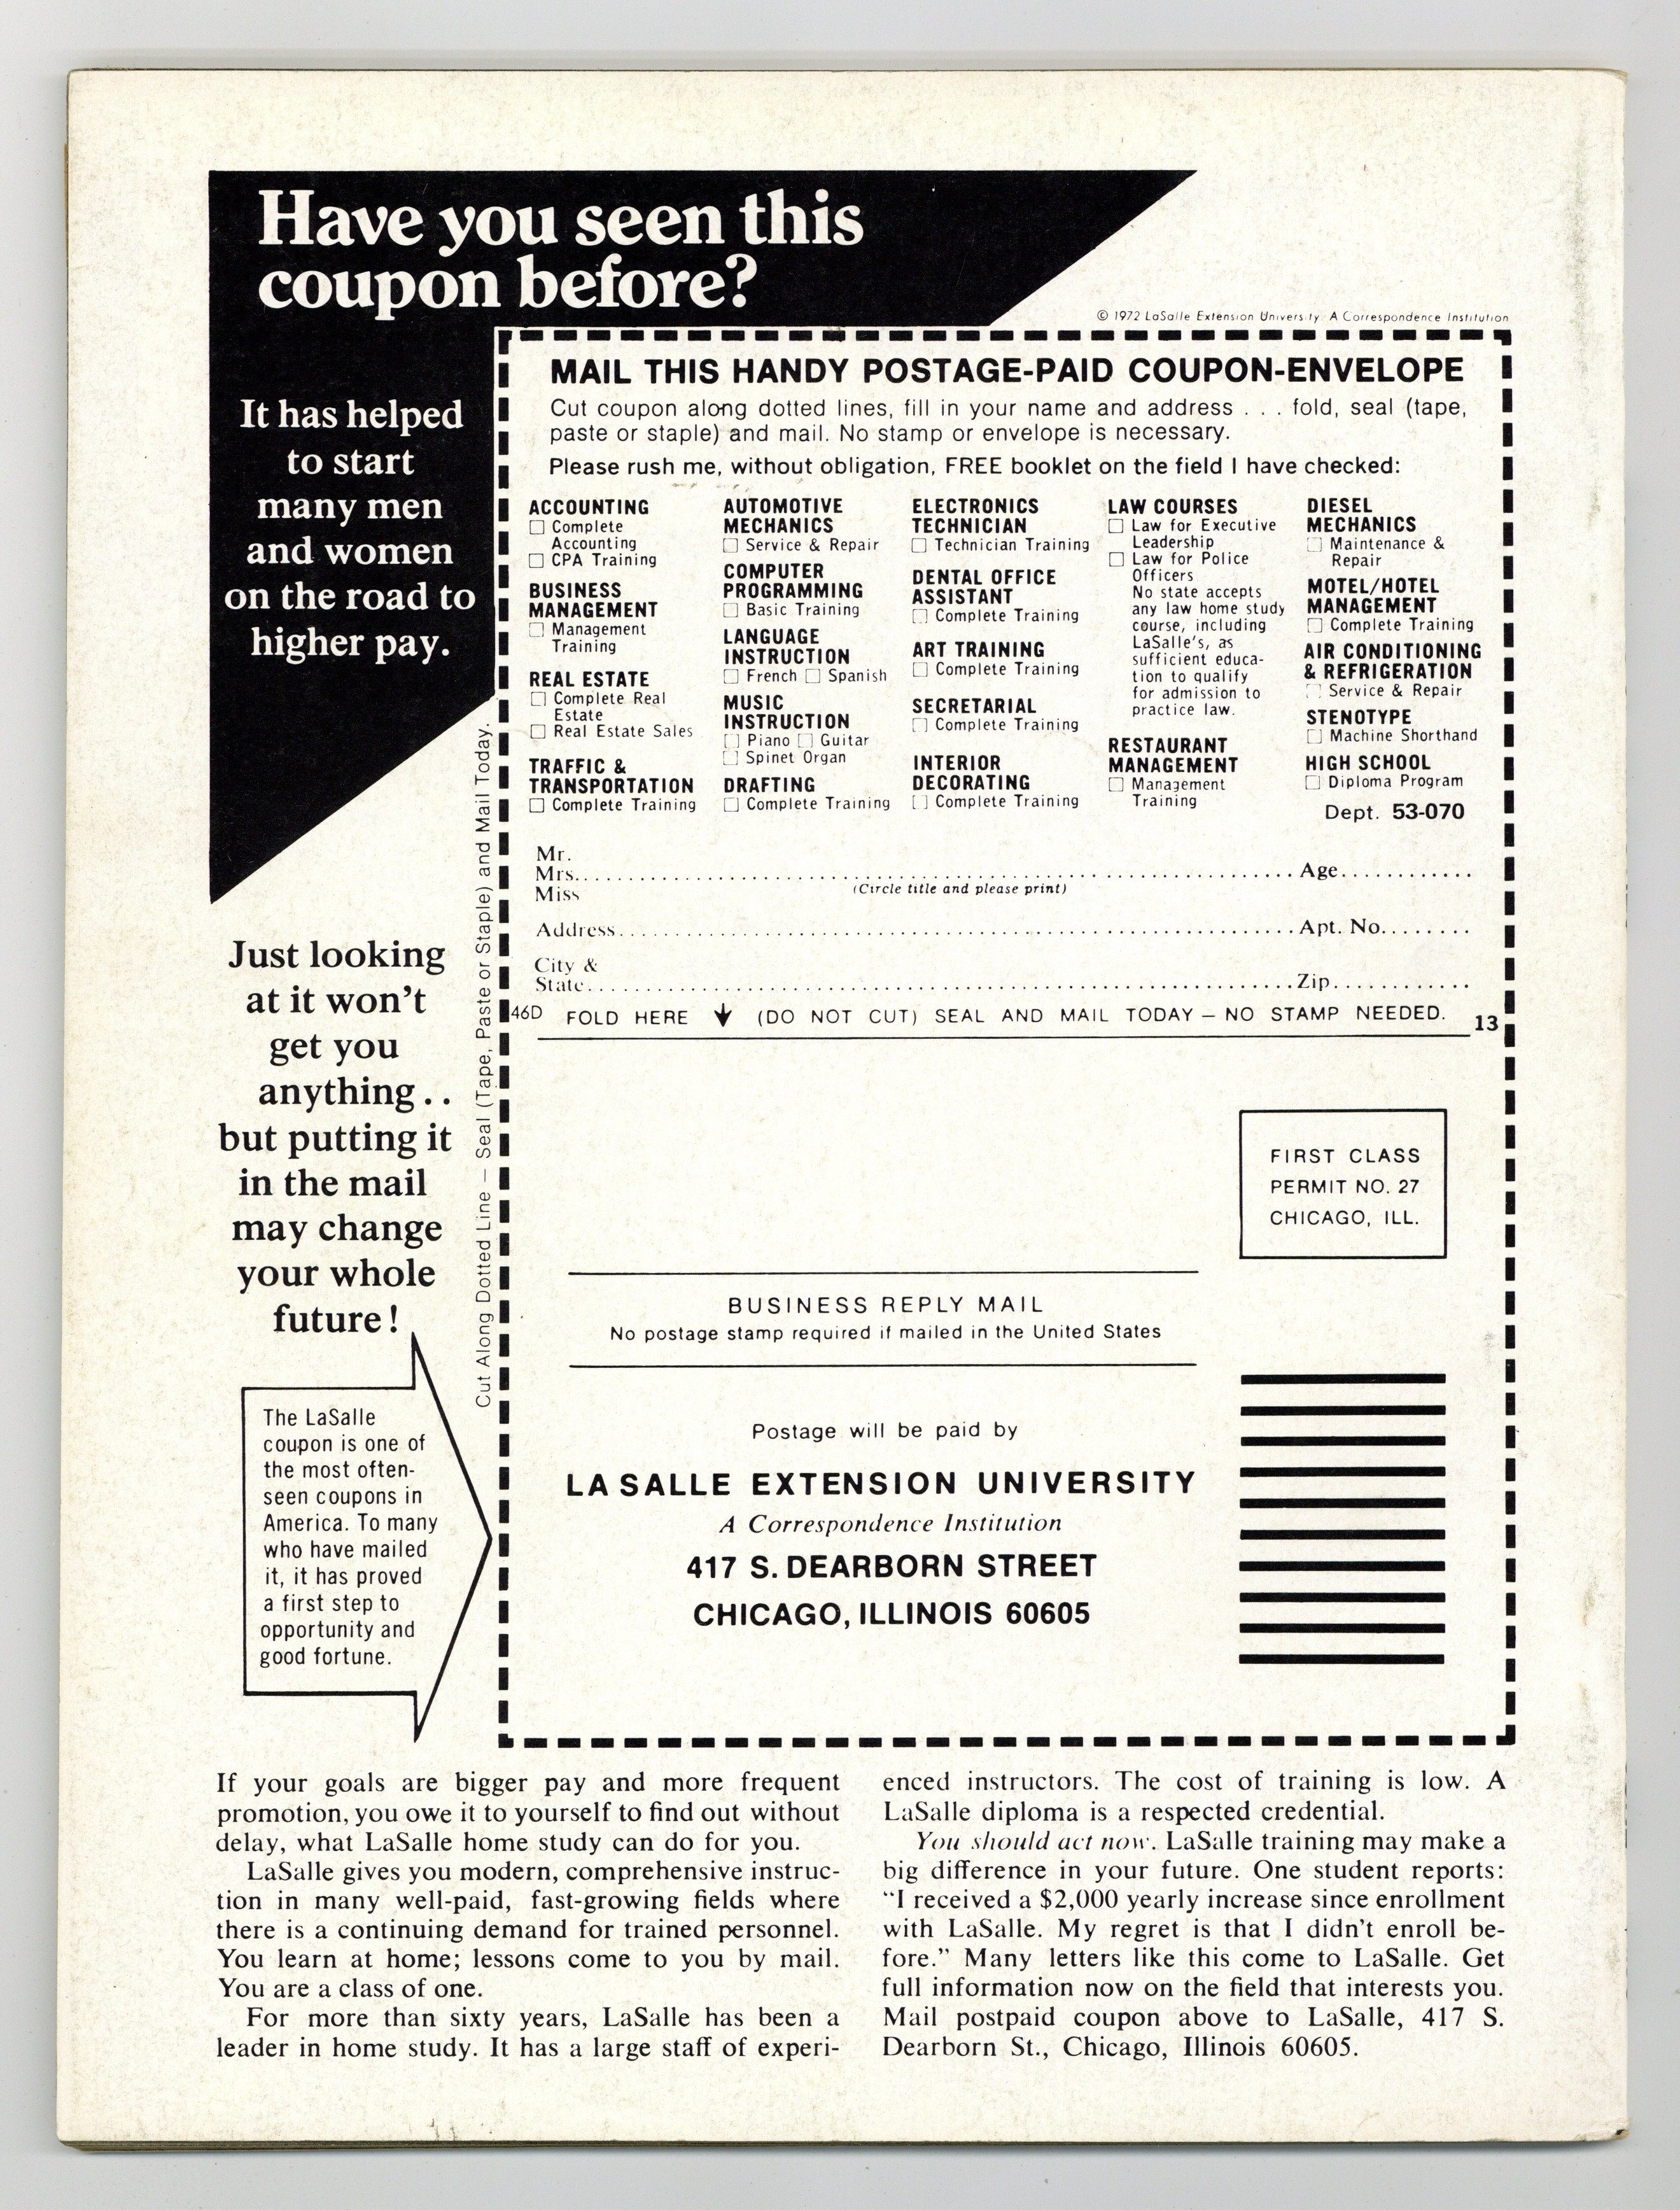 Have you seen this
coupon before?
It has helped
to start
many men
and women
on the road to
higher pay.
Just looking
at it won't
get you
anything . .
but putting it
in the mail
may change
your whole
future!
The LaSalle
coupon is one of
the most often-
seen coupons in
America. To many
who have mailed
it, it has proved
a first step to
opportunity and
good fortune.
Cut Along Dotted Line — Seal (Tape, Paste or Staple) and Mail Today.
© 1972 LaSalle Extension University A Correspondence Institution
MAIL THIS HANDY POSTAGE-PAID COUPON-ENVELOPE
Cut coupon along dotted lines, fill in your name and address . . . fold, seal (tape,
paste or staple) and mail. No stamp or envelope is necessary.
Please rush me, without obligation, FREE booklet on the field I have checked:
ACCOUNTING
☐ Complete
Accounting
☐ CPA Training
BUSINESS
MANAGEMENT
☐ Management
Training
REAL ESTATE
☐ Complete Real
Estate
☐ Real Estate Sales
TRAFFIC &
TRANSPORTATION
☐ Complete Training
AUTOMOTIVE
MECHANICS
☐ Service & Repair
COMPUTER
PROGRAMMING
☐ Basic Training
LANGUAGE
INSTRUCTION
☐ French ☐ Spanish
MUSIC
INSTRUCTION
☐ Piano ☐ Guitar
☐ Spinet Organ
DRAFTING
☐ Complete Training
ELECTRONICS
TECHNICIAN
☐ Technician Training
DENTAL OFFICE
ASSISTANT
☐ Complete Training
ART TRAINING
☐ Complete Training
SECRETARIAL
☐ Complete Training
INTERIOR
DECORATING
☐ Complete Training
LAW COURSES
☐ Law for Executive
Leadership
☐ Law for Police
Officers
No state accepts
any law home study
course, including
LaSalle's, as
sufficient educa-
tion to qualify
for admission to
practice law.
RESTAURANT
MANAGEMENT
☐ Management
Training
DIESEL
MECHANICS
☐ Maintenance &
Repair
MOTEL/HOTEL
MANAGEMENT
☐ Complete Training
AIR CONDITIONING
& REFRIGERATION
☐ Service & Repair
STENOTYPE
☐ Machine Shorthand
HIGH SCHOOL
☐ Diploma Program
Dept. 53-070
Mr.
Mrs. Age
Miss (Circle title and please print)
Address Apt. No.
City &
State Zip
46D FOLD HERE ↓ (DO NOT CUT) SEAL AND MAIL TODAY — NO STAMP NEEDED. 13
FIRST CLASS
PERMIT NO. 27
CHICAGO, ILL.
BUSINESS REPLY MAIL
No postage stamp required if mailed in the United States
Postage will be paid by
LA SALLE EXTENSION UNIVERSITY
A Correspondence Institution
417 S. DEARBORN STREET
CHICAGO, ILLINOIS 60605
If your goals are bigger pay and more frequent
promotion, you owe it to yourself to find out without
delay, what LaSalle home study can do for you.
LaSalle gives you modern, comprehensive instruc-
tion in many well-paid, fast-growing fields where
there is a continuing demand for trained personnel.
You learn at home; lessons come to you by mail.
You are a class of one.
For more than sixty years, LaSalle has been a
leader in home study. It has a large staff of experi-
enced instructors. The cost of training is low. A
LaSalle diploma is a respected credential.
You should act now. LaSalle training may make a
big difference in your future. One student reports:
"I received a $2,000 yearly increase since enrollment
with LaSalle. My regret is that I didn't enroll be-
fore." Many letters like this come to LaSalle. Get
full information now on the field that interests you.
Mail postpaid coupon above to LaSalle, 417 S.
Dearborn St., Chicago, Illinois 60605.